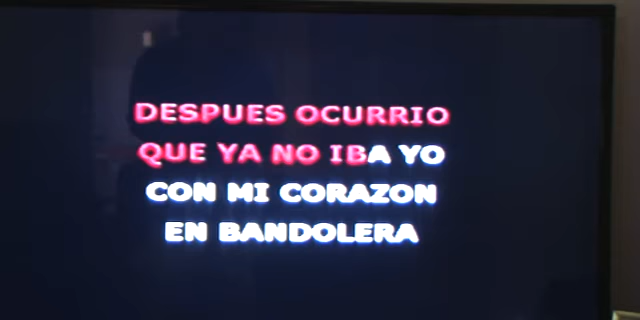 DESPUES OCURRIO
QUE YA NO IBA YO
CON MI CORAZON
EN BANDOLERA